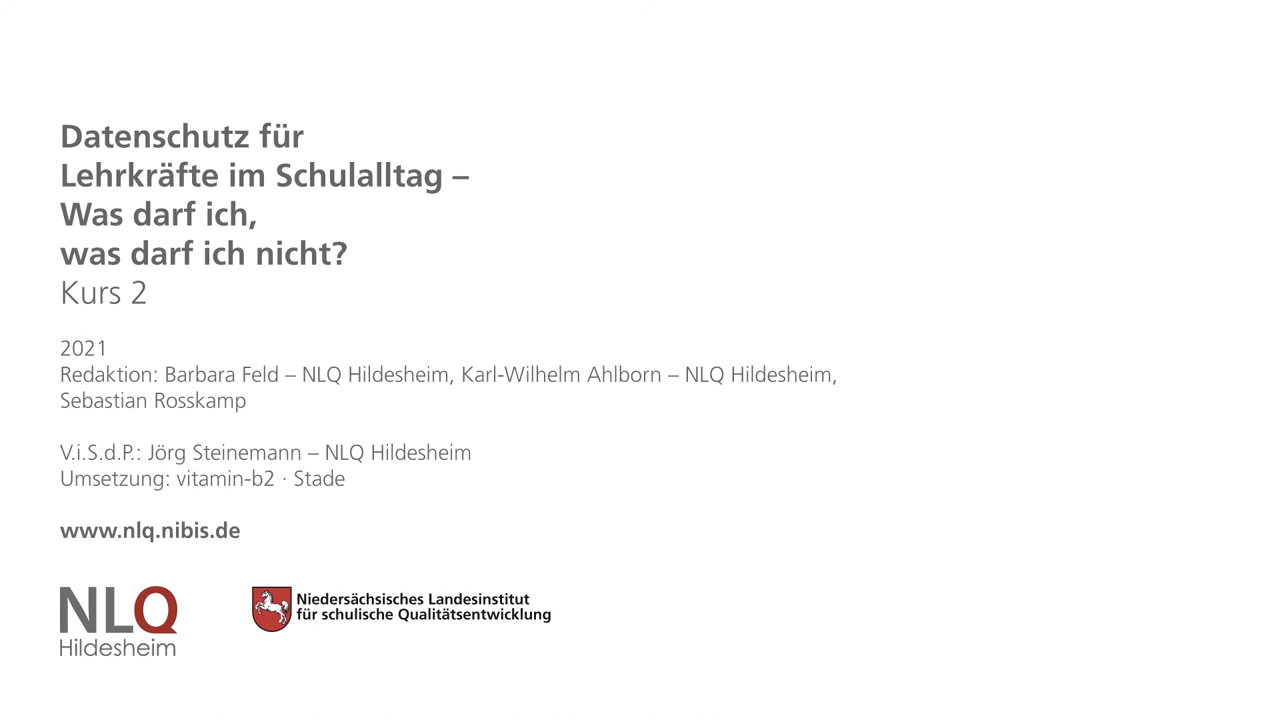 Datenschutz für
Lehrkräfte im Schulalltag –
Was darf ich,
was darf ich nicht?
Kurs 2
2021
Redaktion: Barbara Feld – NLQ Hildesheim, Karl-Wilhelm Ahlborn – NLQ Hildesheim,
Sebastian Rosskamp
V.i.S.d.P.: Jörg Steinemann – NLQ Hildesheim
Umsetzung: vitamin-b2 · Stade
www.nlq.nibis.de
NLQ
Hildesheim
Niedersächsisches Landesinstitut
für schulische Qualitätsentwicklung